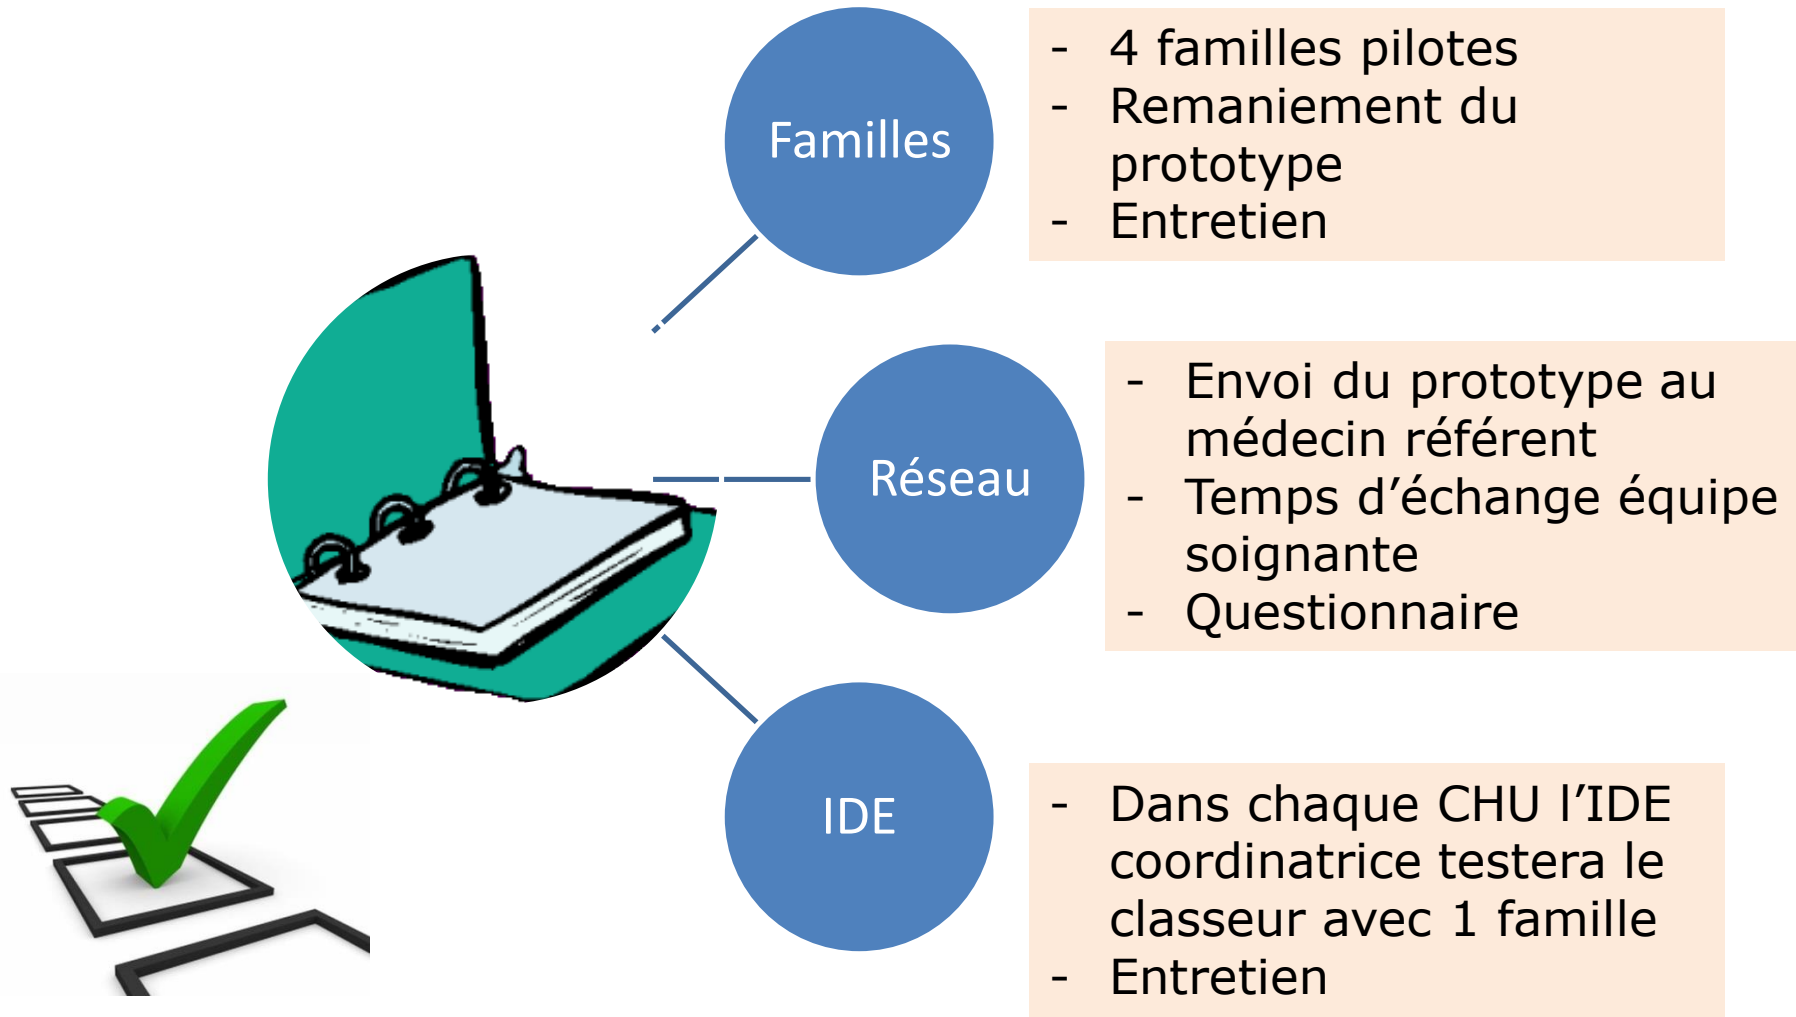 Familles
- 4 familles pilotes
- Remaniement du
prototype
- Entretien
Réseau
- Envoi du prototype au
médecin référent
- Temps d’échange équipe
soignante
- Questionnaire
IDE
- Dans chaque CHU l’IDE
coordinatrice testera le
classeur avec 1 famille
- Entretien